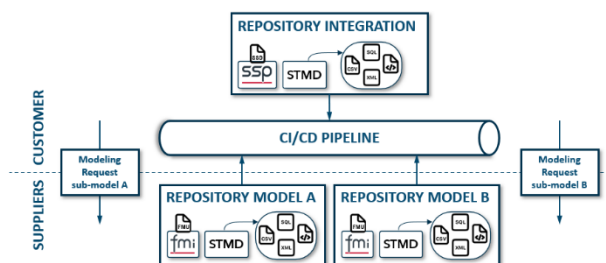 REPOSITORY INTEGRATION
SSD
ssp
STMD
SQL
CSV
</>
XML
CUSTOMER
CI/CD PIPELINE
Modeling
Request
sub-model A
Modeling
Request
sub-model B
SUPPLIERS
REPOSITORY MODEL A
FMU
fmi
STMD
SQL
CSV
</>
XML
REPOSITORY MODEL B
FMU
fmi
STMD
SQL
CSV
</>
XML